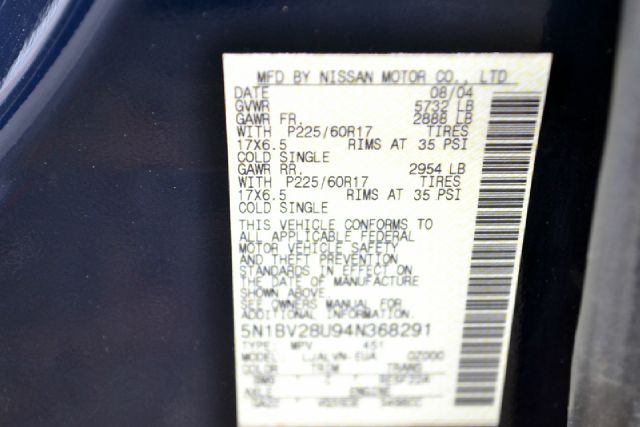 MFD BY NISSAN MOTOR CO., LTD
DATE 08/04
GVWR 5732 LB
GAWR FR. 2888 LB
WITH P225/60R17 TIRES
17X6.5 RIMS AT 35 PSI
COLD SINGLE
GAWR RR. 2954 LB
WITH P225/60R17 TIRES
17X6.5 RIMS AT 35 PSI
COLD SINGLE
THIS VEHICLE CONFORMS TO
ALL APPLICABLE FEDERAL
MOTOR VEHICLE SAFETY
AND THEFT PREVENTION
STANDARDS IN EFFECT ON
THE DATE OF MANUFACTURE
SHOWN ABOVE
SEE OWNERS MANUAL FOR
ADDITIONAL INFORMATION
5N1BV28U94N368291
TYPE: MPV 451
MODEL:
COLOR TRIM TRANS
AXLE ENGINE